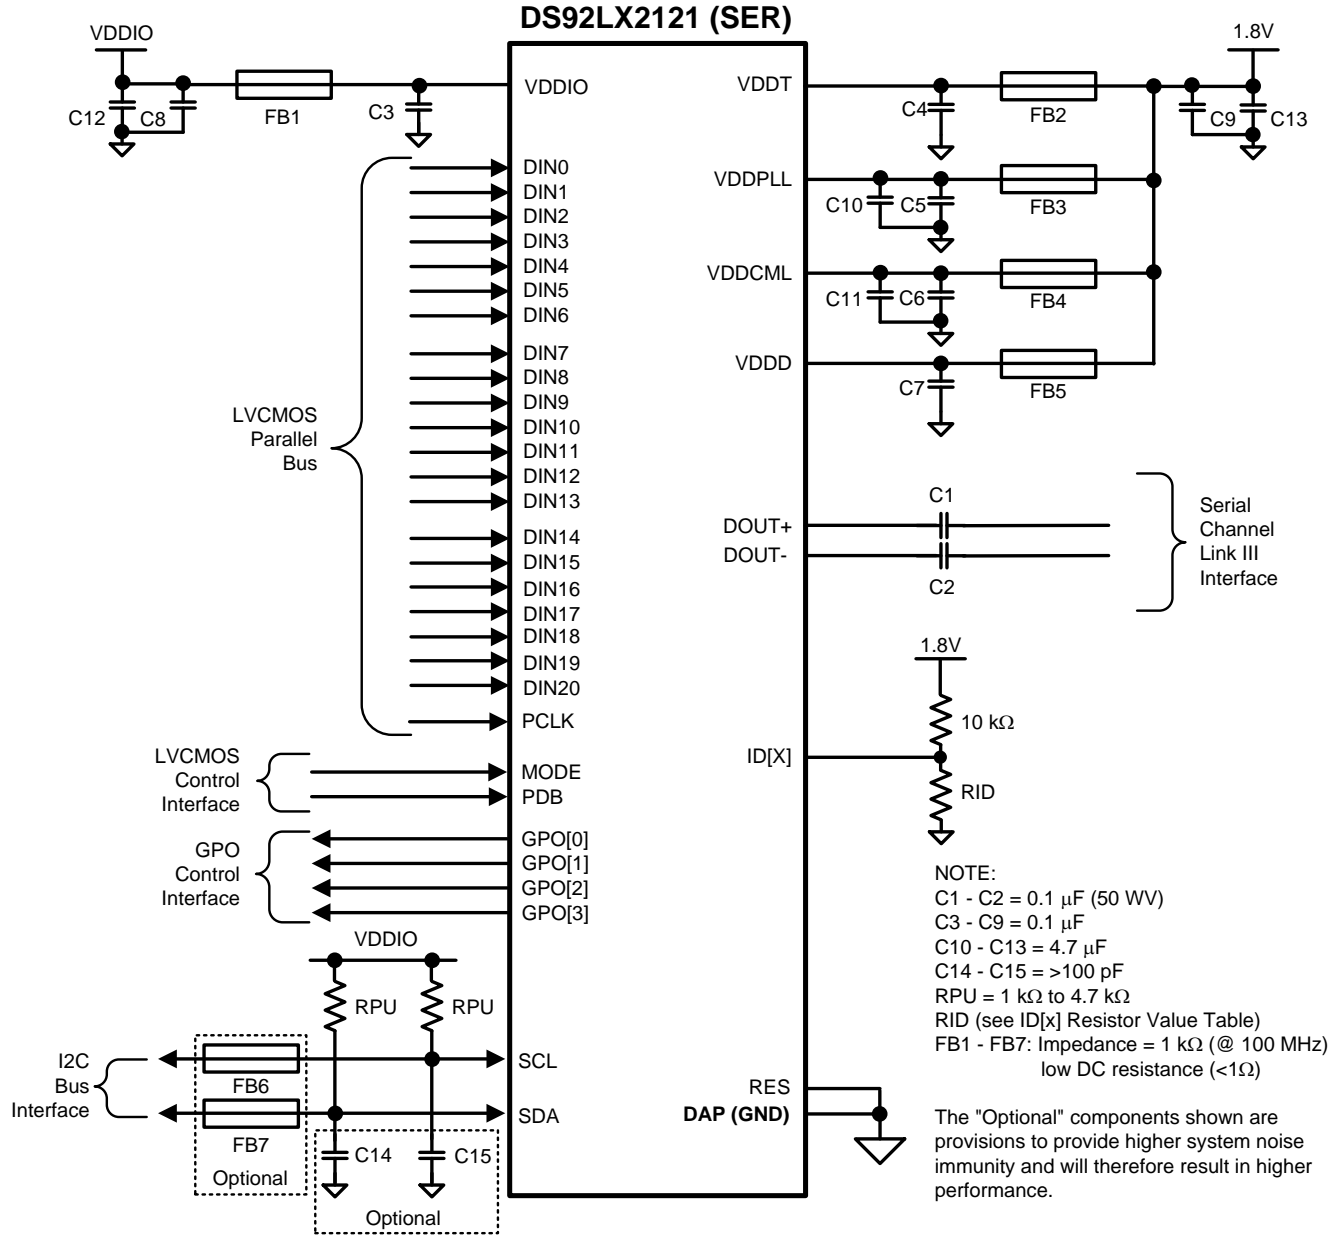 DS92LX2121 (SER)
VDDIO
C12
C8
FB1
C3
VDDIO
DIN0
DIN1
DIN2
DIN3
DIN4
DIN5
DIN6
DIN7
DIN8
DIN9
DIN10
DIN11
DIN12
DIN13
DIN14
DIN15
DIN16
DIN17
DIN18
DIN19
DIN20
PCLK
LVCMOS
Parallel
Bus
LVCMOS
Control
Interface
MODE
PDB
GPO
Control
Interface
GPO[0]
GPO[1]
GPO[2]
GPO[3]
VDDIO
RPU
RPU
I2C
Bus
Interface
FB6
FB7
Optional
SCL
SDA
C14
C15
Optional
1.8V
VDDT
C4
FB2
C9
C13
VDDPLL
C10
C5
FB3
VDDCML
C11
C6
FB4
VDDD
C7
FB5
DOUT+
DOUT-
C1
C2
Serial
Channel
Link III
Interface
1.8V
10 kΩ
ID[X]
RID
RES
DAP (GND)
NOTE:
C1 - C2 = 0.1 μF (50 WV)
C3 - C9 = 0.1 μF
C10 - C13 = 4.7 μF
C14 - C15 = >100 pF
RPU = 1 kΩ to 4.7 kΩ
RID (see ID[x] Resistor Value Table)
FB1 - FB7: Impedance = 1 kΩ (@ 100 MHz)
low DC resistance (<1Ω)
The "Optional" components shown are
provisions to provide higher system noise
immunity and will therefore result in higher
performance.